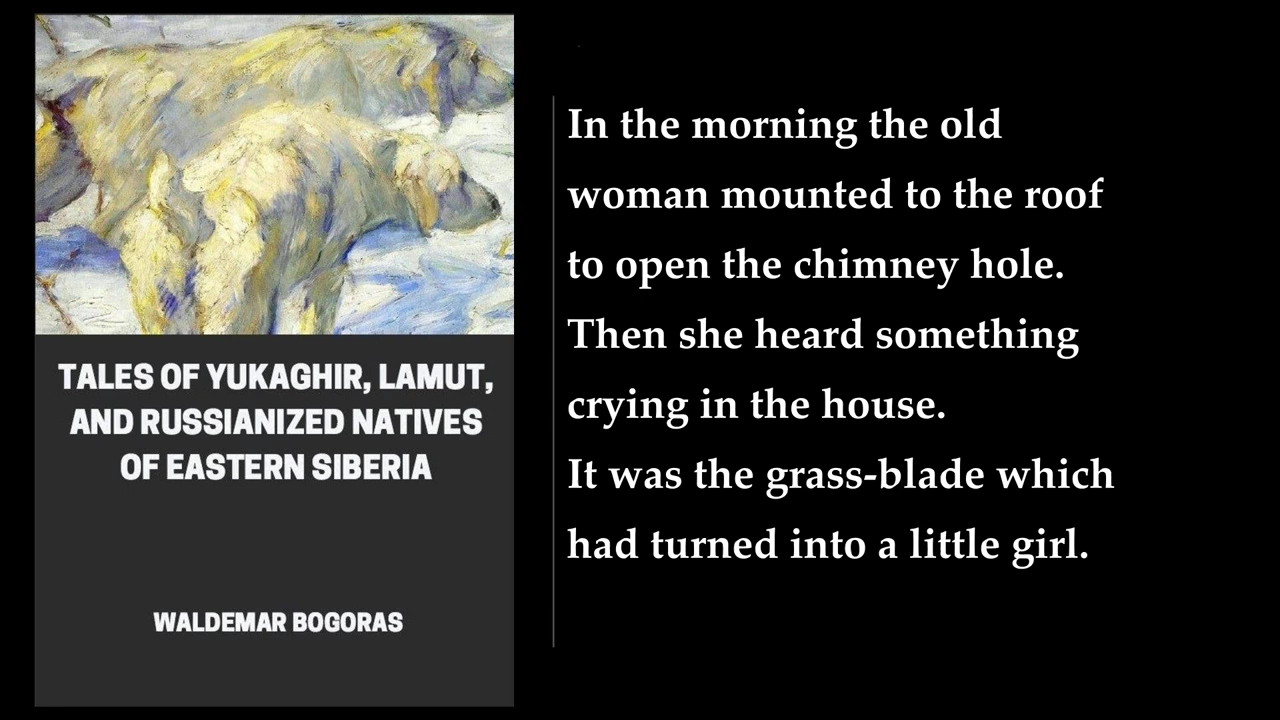 TALES OF YUKAGHIR, LAMUT,
AND RUSSIANIZED NATIVES
OF EASTERN SIBERIA
WALDEMAR BOGORAS
In the morning the old
woman mounted to the roof
to open the chimney hole.
Then she heard something
crying in the house.
It was the grass-blade which
had turned into a little girl.